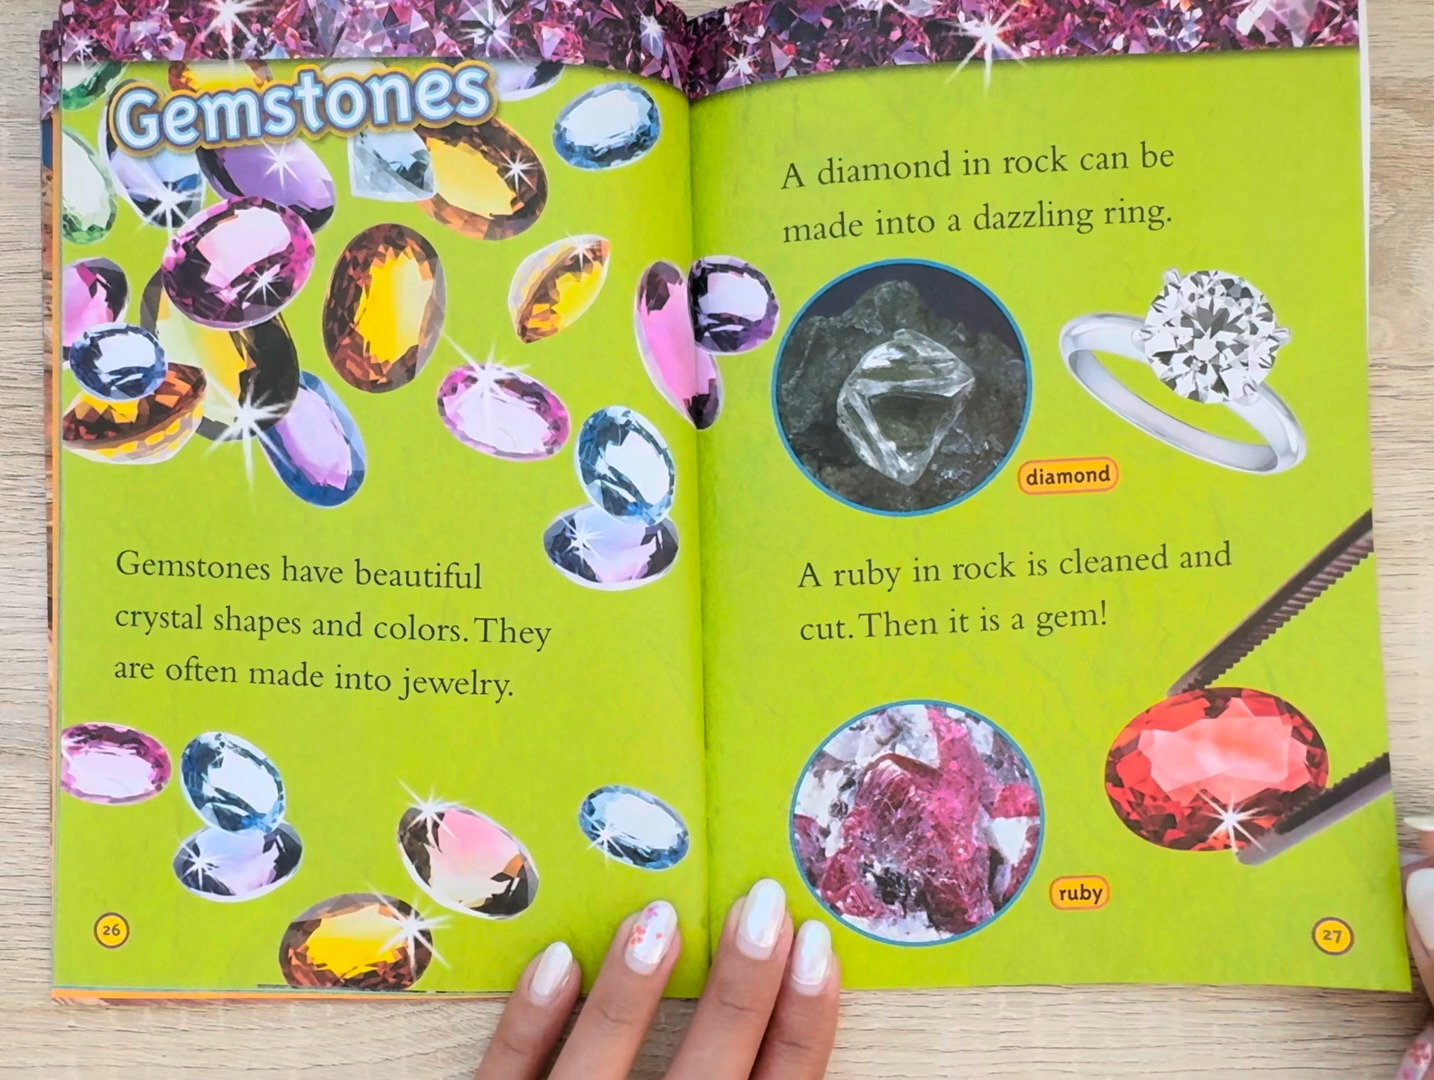 Gemstones
Gemstones have beautiful
crystal shapes and colors. They
are often made into jewelry.
26
A diamond in rock can be
made into a dazzling ring.
diamond
A ruby in rock is cleaned and
cut. Then it is a gem!
ruby
27